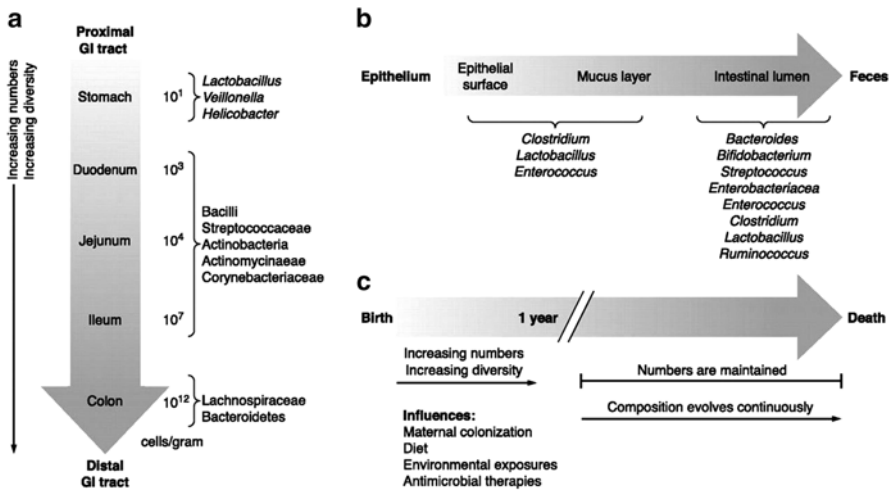 a
Proximal
GI tract
Increasing numbers
Increasing diversity
Stomach
10¹
Lactobacillus
Veillonella
Helicobacter
Duodenum
10³
Jejunum
10⁴
Ileum
10⁷
Bacilli
Streptococcaceae
Actinobacteria
Actinomycinaeae
Corynebacteriaceae
Colon
10¹²
Lachnospiraceae
Bacteroidetes
cells/gram
Distal
GI tract
b
Epithelium
Epithelial
surface
Mucus layer
Intestinal lumen
Feces
Clostridium
Lactobacillus
Enterococcus
Bacteroides
Bifidobacterium
Streptococcus
Enterobacteriacea
Enterococcus
Clostridium
Lactobacillus
Ruminococcus
c
Birth
1 year
Death
Increasing numbers
Increasing diversity
Numbers are maintained
Composition evolves continuously
Influences:
Maternal colonization
Diet
Environmental exposures
Antimicrobial therapies